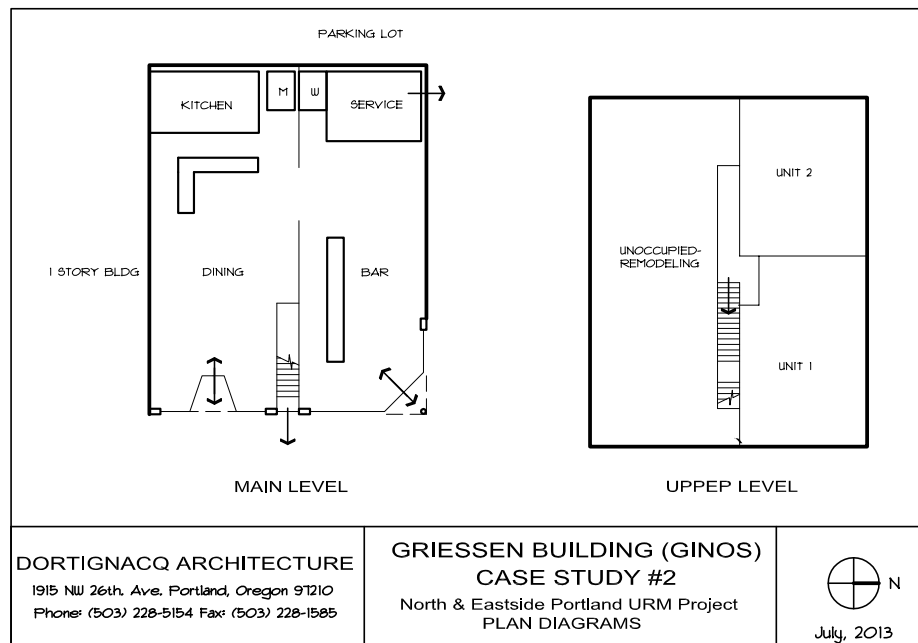 PARKING LOT
KITCHEN
M
W
SERVICE
1 STORY BLDG
DINING
BAR
MAIN LEVEL
UNIT 2
UNOCCUPIED-
REMODELING
UNIT 1
UPPEP LEVEL
DORTIGNACQ ARCHITECTURE
1915 NW 26th. Ave. Portland, Oregon 97210
Phone: (503) 228-5154 Fax: (503) 228-1585
GRIESSEN BUILDING (GINOS)
CASE STUDY #2
North & Eastside Portland URM Project
PLAN DIAGRAMS
N
July, 2013